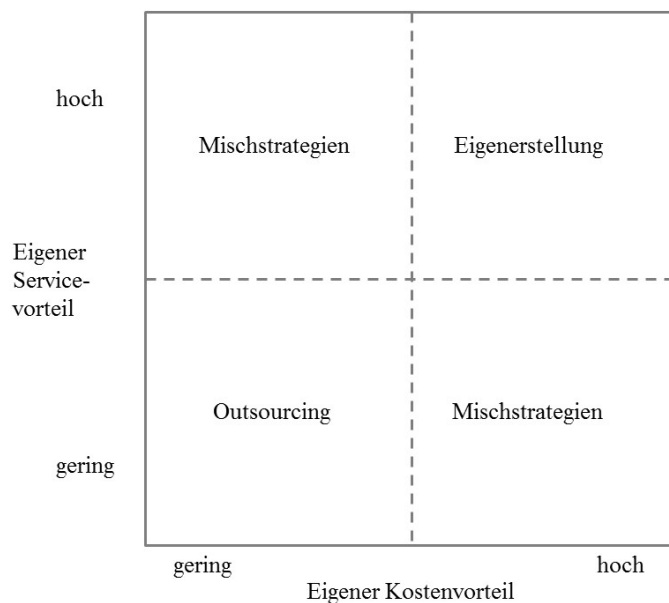 hoch
Mischstrategien
Eigenerstellung
Eigener
Service-
vorteil
Outsourcing
Mischstrategien
gering
gering
hoch
Eigener Kostenvorteil